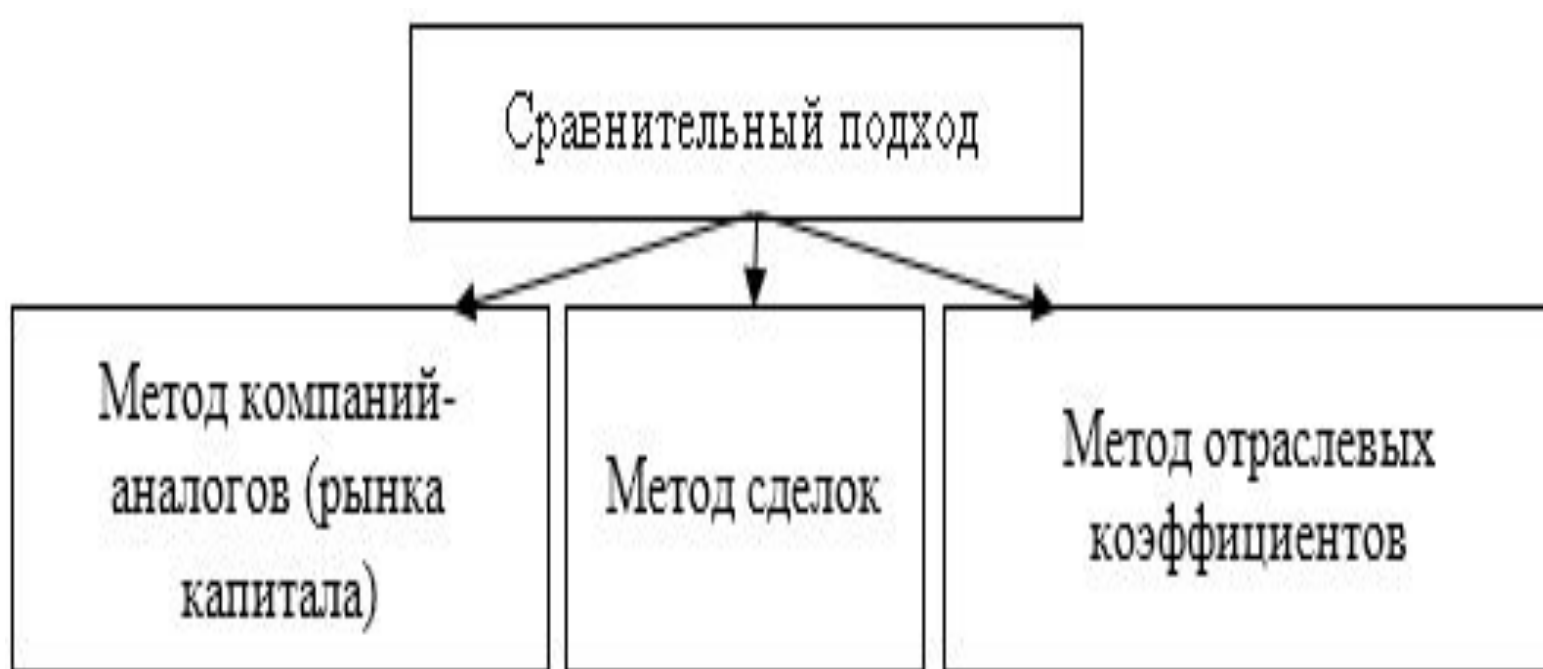 Сравнительный подход
Метод компаний-
аналогов (рынка
капитала)
Метод сделок
Метод отраслевых
коэффициентов